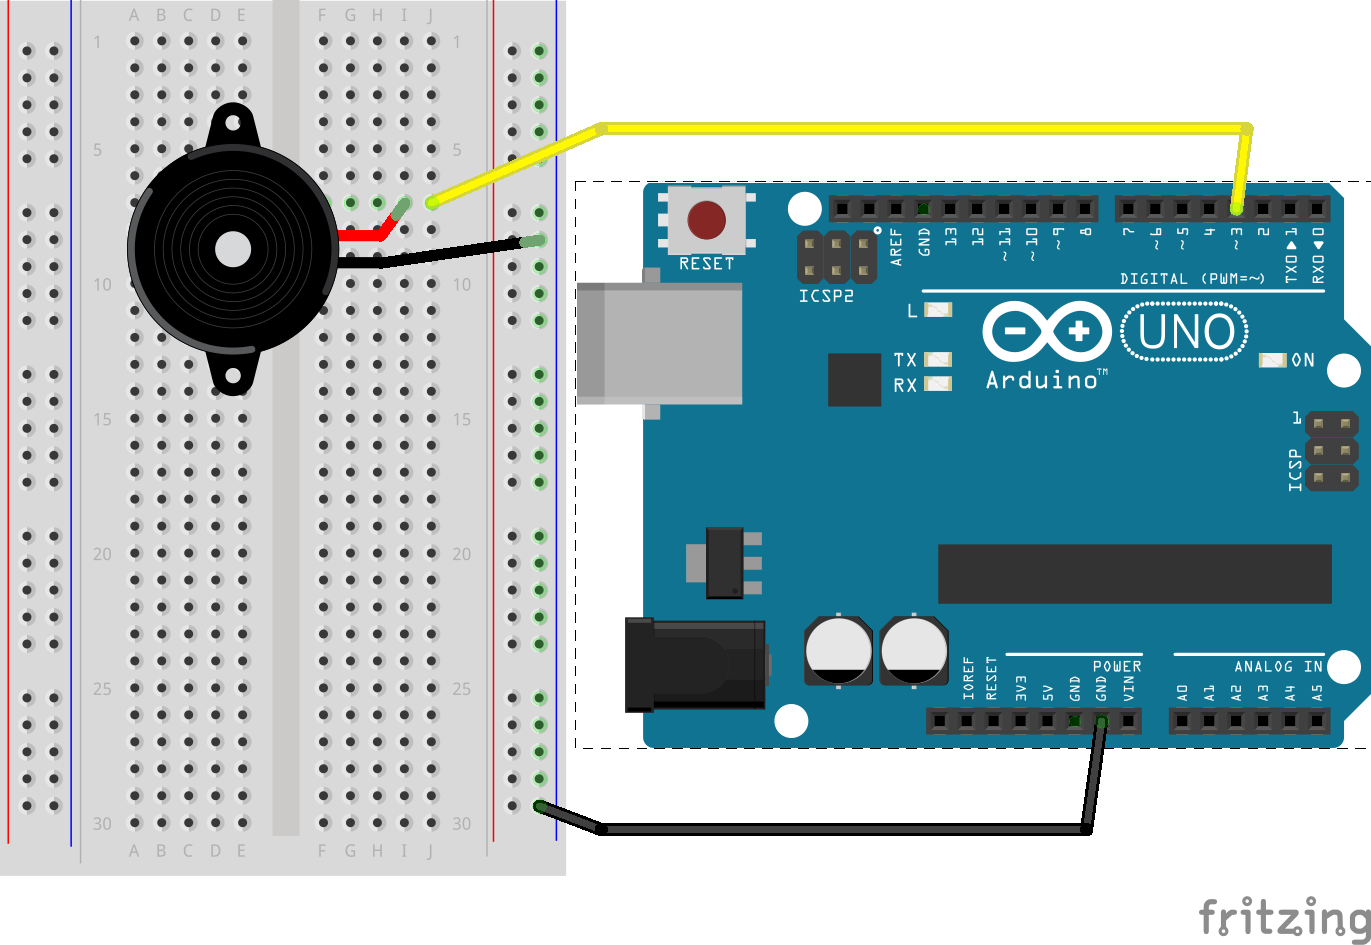 A B C D E F G H I J
1 1
5 5
10 10
15 15
20 20
25 25
30 30
A B C D E F G H I J
RESET
ICSP2
AREF
GND
13
12
~11
~10
~9
8
7
~6
~5
4
~3
2
TX0▶1
RX0◀0
DIGITAL (PWM=~)
L
TX
RX
UNO
Arduino™
ON
1
ICSP
IOREF
RESET
3V3
5V
GND
GND
VIN
POWER
ANALOG IN
A0
A1
A2
A3
A4
A5
fritzing